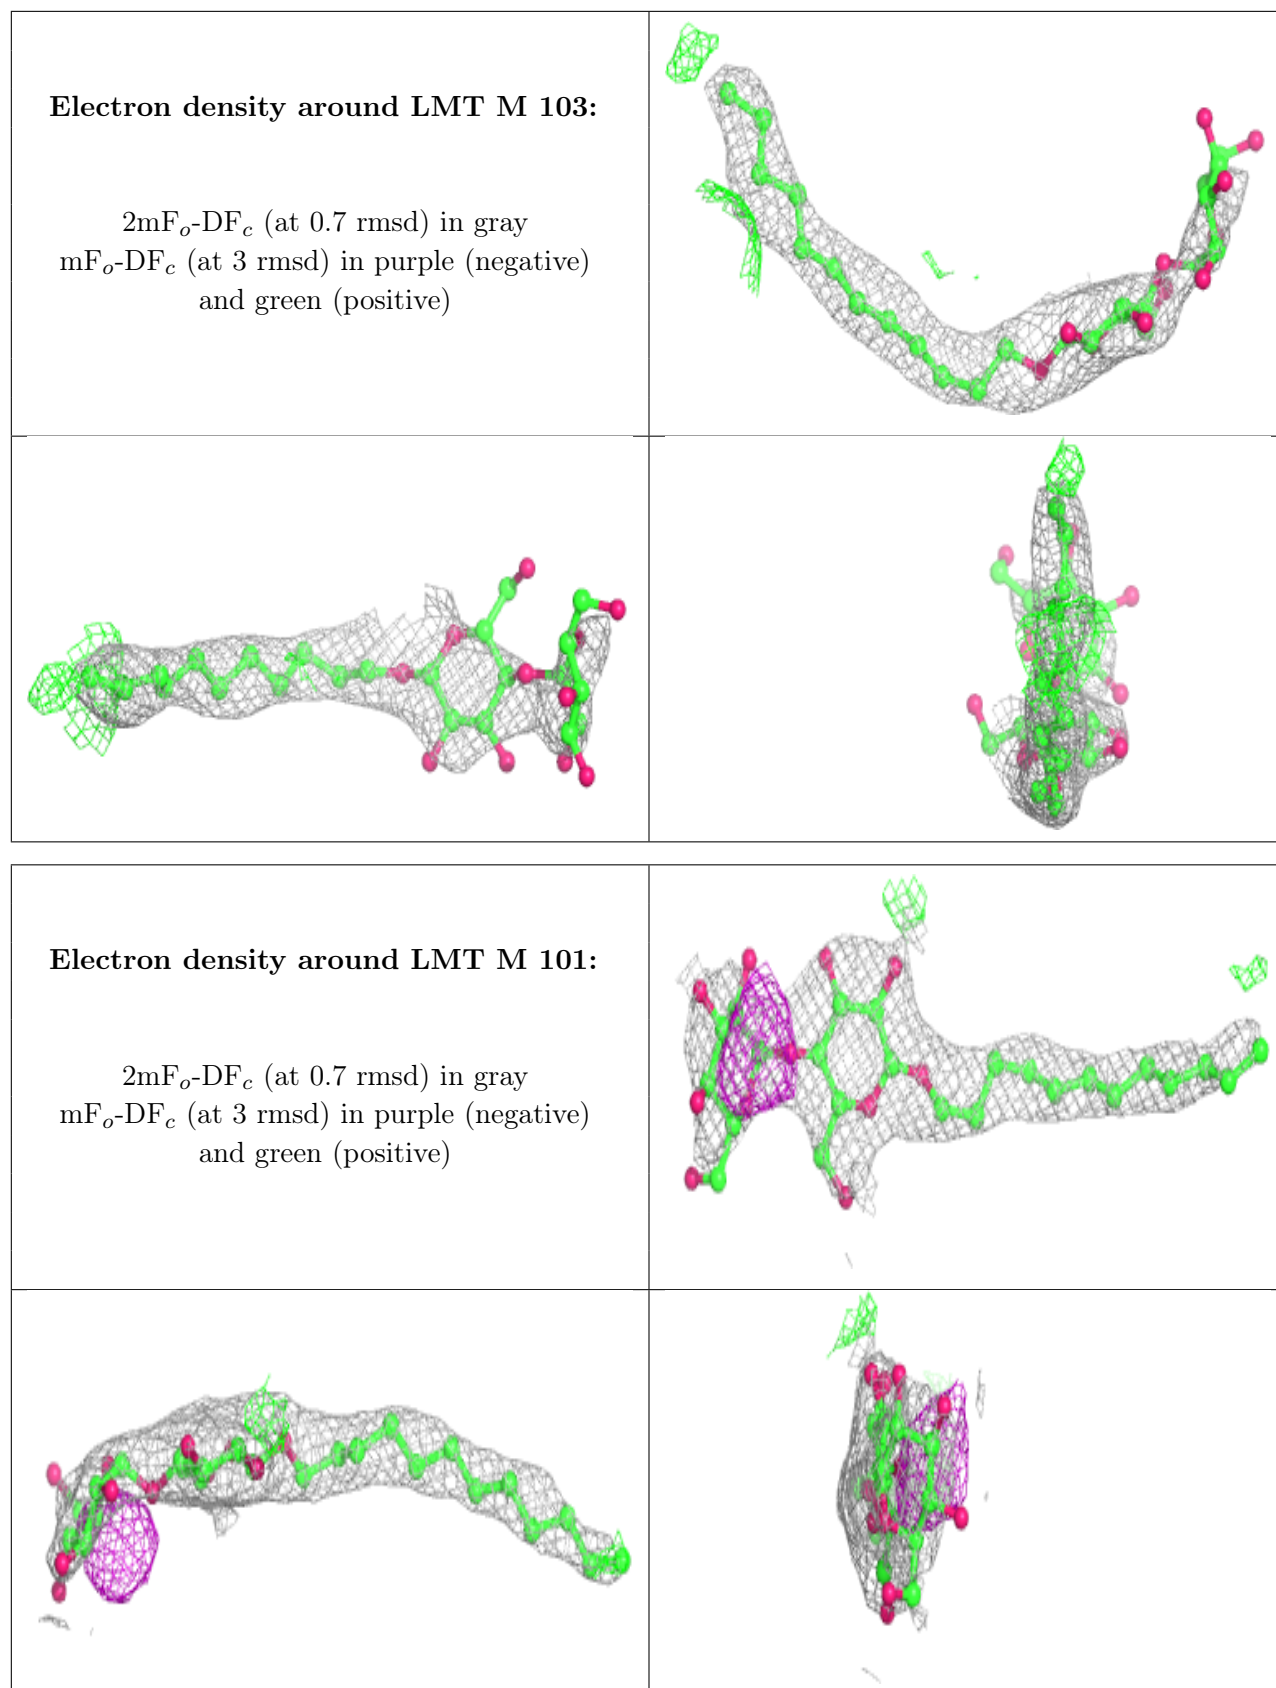 Electron density around LMT M 103:
2mFₒ-DF𝒸 (at 0.7 rmsd) in gray
mFₒ-DF𝒸 (at 3 rmsd) in purple (negative)
and green (positive)
Electron density around LMT M 101:
2mFₒ-DF𝒸 (at 0.7 rmsd) in gray
mFₒ-DF𝒸 (at 3 rmsd) in purple (negative)
and green (positive)